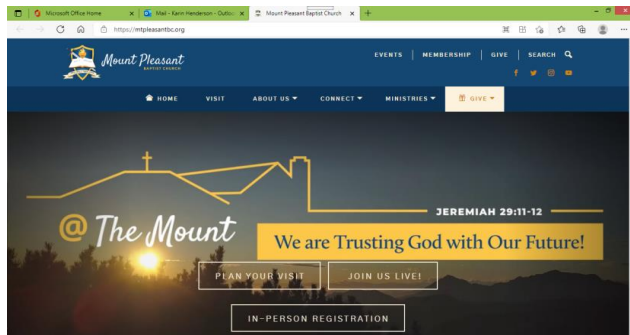 Microsoft Office Home
Mail - Karin Henderson - Outloo
Mount Pleasant Baptist Church
https://mtpleasantbc.org
Mount Pleasant
BAPTIST CHURCH
EVENTS | MEMBERSHIP | GIVE | SEARCH
HOME VISIT ABOUT US CONNECT MINISTRIES GIVE
JEREMIAH 29:11-12
@ The Mount
We are Trusting God with Our Future!
PLAN YOUR VISIT JOIN US LIVE!
IN-PERSON REGISTRATION